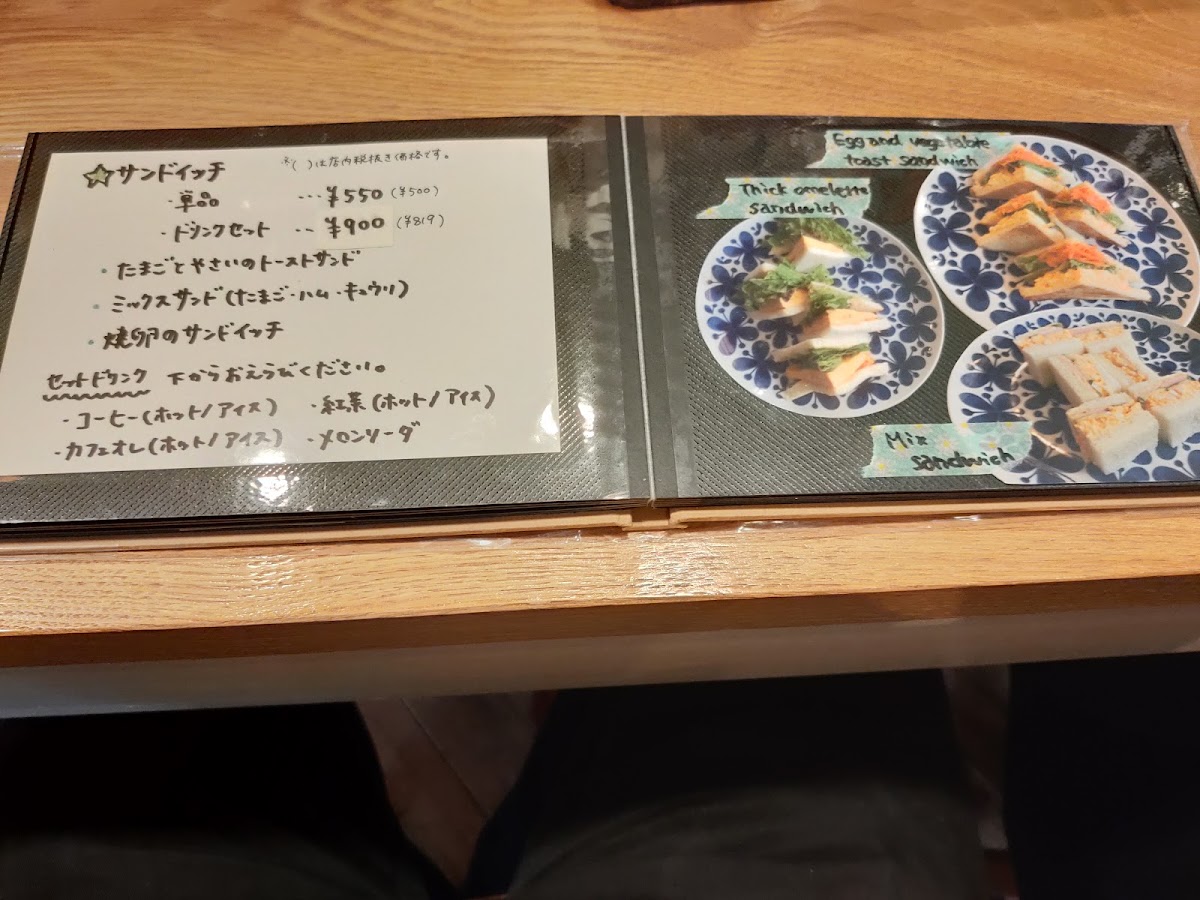 ☆サンドイッチ ※( )は店内税抜き価格です。
・単品 …¥550 (¥500)
・ドリンクセット ‥ ¥900 (¥819)
・たまごとやさいのトーストサンド
・ミックスサンド(たまご・ハム・キュウリ)
・焼卵のサンドイッチ
セットドリンク 下からおえらびください。
・コーヒー(ホット/アイス) ・紅茶(ホット/アイス)
・カフェオレ(ホット/アイス) ・メロンソーダ
Egg and vegetable
toast sandwich
Thick omelette
sandwich
Mix
sandwich